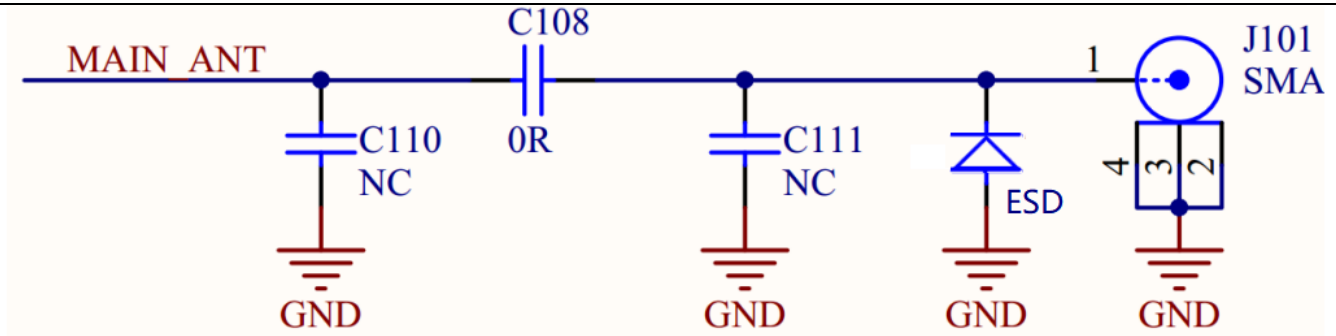 C108
MAIN_ANT
1
J101
SMA
C110
NC
0R
C111
NC
ESD
4
3
2
GND
GND
GND
GND